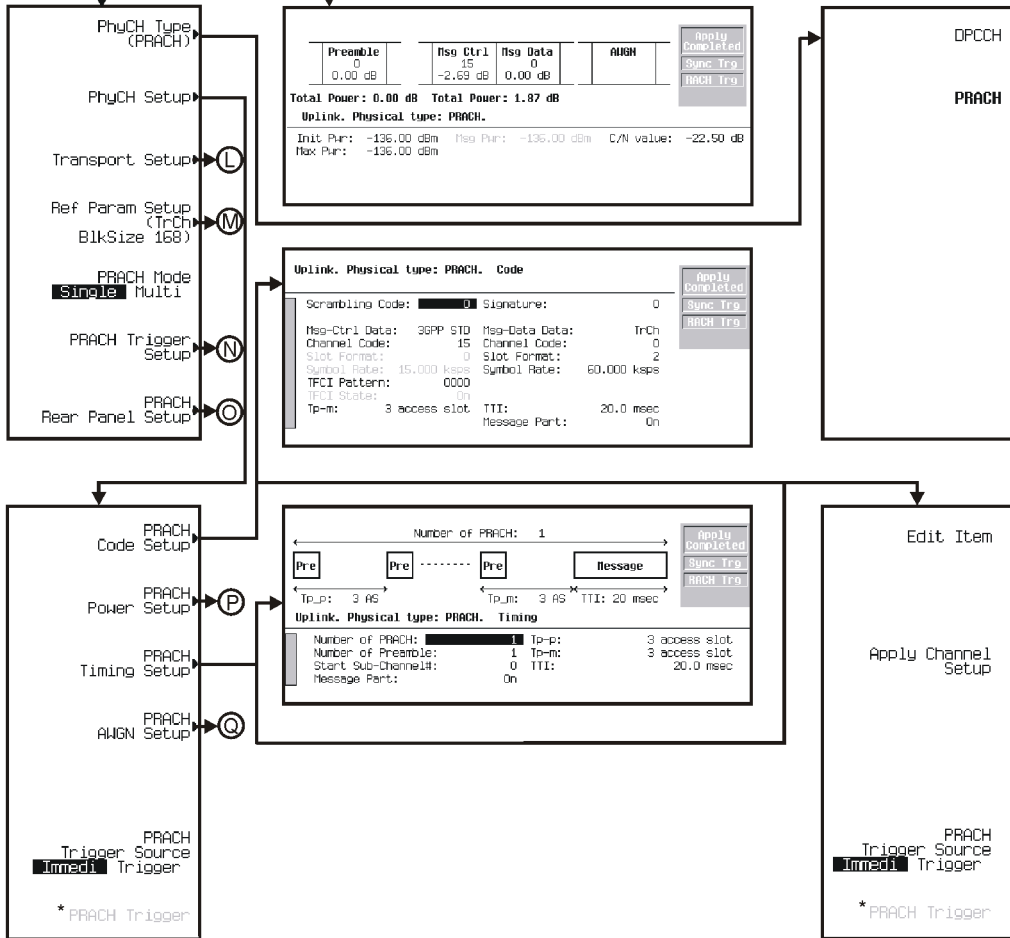 PhyCH Type
(PRACH)
PhyCH Setup
Transport Setup
L
Ref Param Setup
(TrCh
BlkSize 168)
M
PRACH Mode
Single Multi
PRACH Trigger
Setup
N
PRACH
Rear Panel Setup
O
Preamble
0
0.00 dB
Msg Ctrl
15
-2.69 dB
Msg Data
0
0.00 dB
AWGN
Apply
Completed
Sync Trg
RACH Trg
Total Power: 0.00 dB Total Power: 1.87 dB
Uplink. Physical type: PRACH.
Init Pwr: -136.00 dBm Msg Pwr: -136.00 dBm C/N value: -22.50 dB
Max Pwr: -136.00 dBm
DPCCH
PRACH
Uplink. Physical type: PRACH. Code
Apply
Completed
Sync Trg
RACH Trg
Scrambling Code: 0 Signature: 0
Msg-Ctrl Data: 3GPP STD Msg-Data Data: TrCh
Channel Code: 15 Channel Code: 0
Slot Format: 0 Slot Format: 2
Symbol Rate: 15.000 ksps Symbol Rate: 60.000 ksps
TFCI Pattern: 0000
TFCI State: On
Tp-m: 3 access slot TTI: 20.0 msec
Message Part: On
PRACH
Code Setup
PRACH
Power Setup
P
PRACH
Timing Setup
PRACH
AWGN Setup
Q
PRACH
Trigger Source
Immedi Trigger
* PRACH Trigger
Number of PRACH: 1
Pre Pre Pre Message
Tp_p: 3 AS Tp_m: 3 AS TTI: 20 msec
Apply
Completed
Sync Trg
RACH Trg
Uplink. Physical type: PRACH. Timing
Number of PRACH: 1 Tp-p: 3 access slot
Number of Preamble: 1 Tp-m: 3 access slot
Start Sub-Channel#: 0 TTI: 20.0 msec
Message Part: On
Edit Item
Apply Channel
Setup
PRACH
Trigger Source
Immedi Trigger
* PRACH Trigger